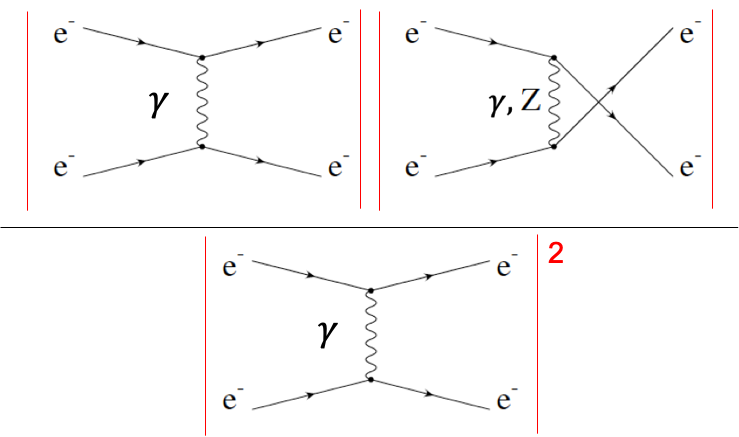 e⁻ e⁻ e⁻ e⁻
γ γ, Z
e⁻ e⁻ e⁻ e⁻
e⁻ e⁻ 2
γ
e⁻ e⁻